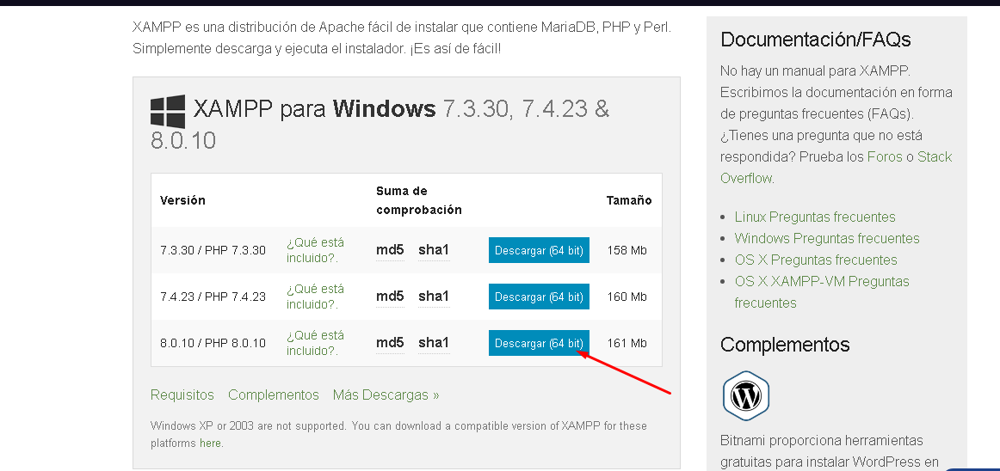 XAMPP es una distribución de Apache fácil de instalar que contiene MariaDB, PHP y Perl.
Simplemente descarga y ejecuta el instalador. ¡Es así de fácil!
XAMPP para Windows 7.3.30, 7.4.23 &
8.0.10
Versión
Suma de
comprobación
Tamaño
7.3.30 / PHP 7.3.30
¿Qué está
incluido?.
md5 sha1
Descargar (64 bit)
158 Mb
7.4.23 / PHP 7.4.23
¿Qué está
incluido?.
md5 sha1
Descargar (64 bit)
160 Mb
8.0.10 / PHP 8.0.10
¿Qué está
incluido?.
md5 sha1
Descargar (64 bit)
161 Mb
Requisitos Complementos Más Descargas »
Windows XP or 2003 are not supported. You can download a compatible version of XAMPP for these
platforms here.
Documentación/FAQs
No hay un manual para XAMPP.
Escribimos la documentación en forma
de preguntas frecuentes (FAQs).
¿Tienes una pregunta que no está
respondida? Prueba los Foros o Stack
Overflow.
• Linux Preguntas frecuentes
• Windows Preguntas frecuentes
• OS X Preguntas frecuentes
• OS X XAMPP-VM Preguntas
frecuentes
Complementos
Bitnami proporciona herramientas
gratuitas para instalar WordPress en